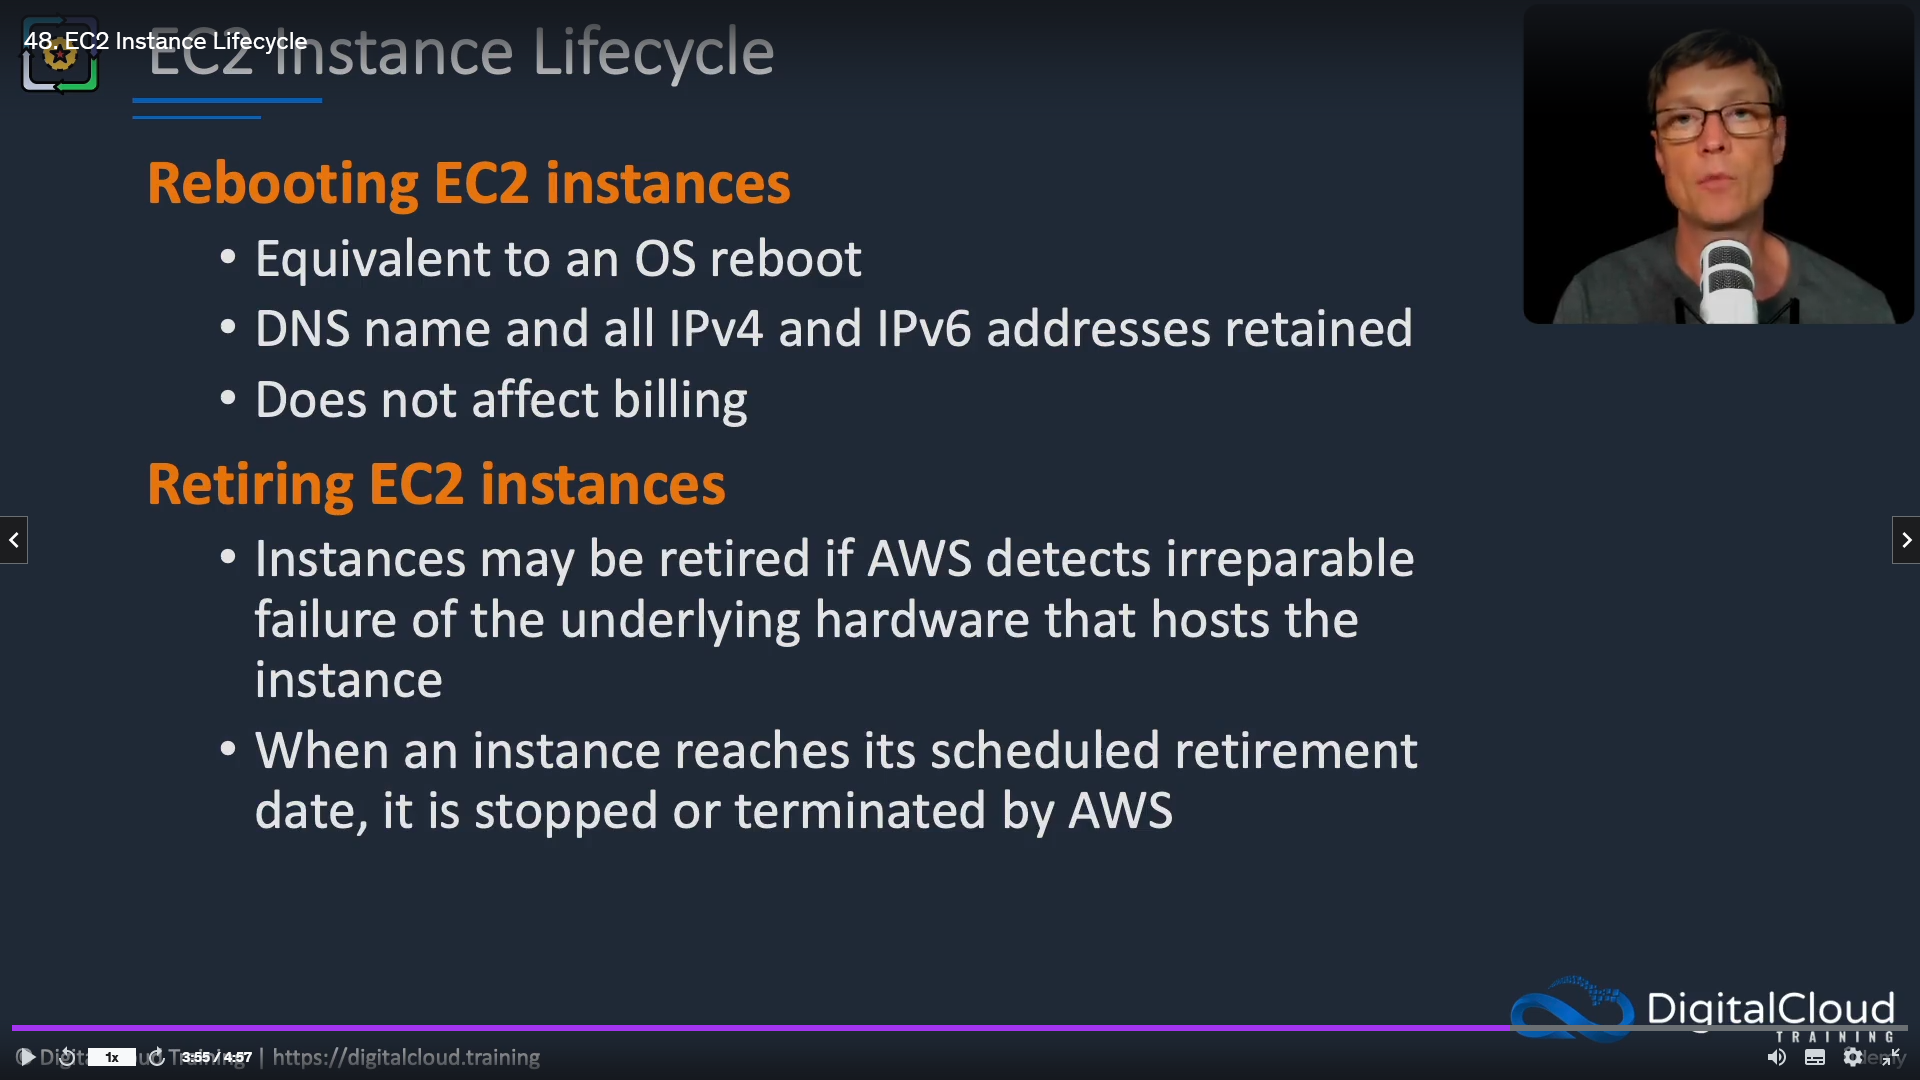 48. EC2 Instance Lifecycle
EC2 Instance Lifecycle
Rebooting EC2 instances
• Equivalent to an OS reboot
• DNS name and all IPv4 and IPv6 addresses retained
• Does not affect billing
Retiring EC2 instances
• Instances may be retired if AWS detects irreparable
failure of the underlying hardware that hosts the
instance
• When an instance reaches its scheduled retirement
date, it is stopped or terminated by AWS
DigitalCloud
TRAINING
1x
3:55 / 4:57
| https://digitalcloud.training